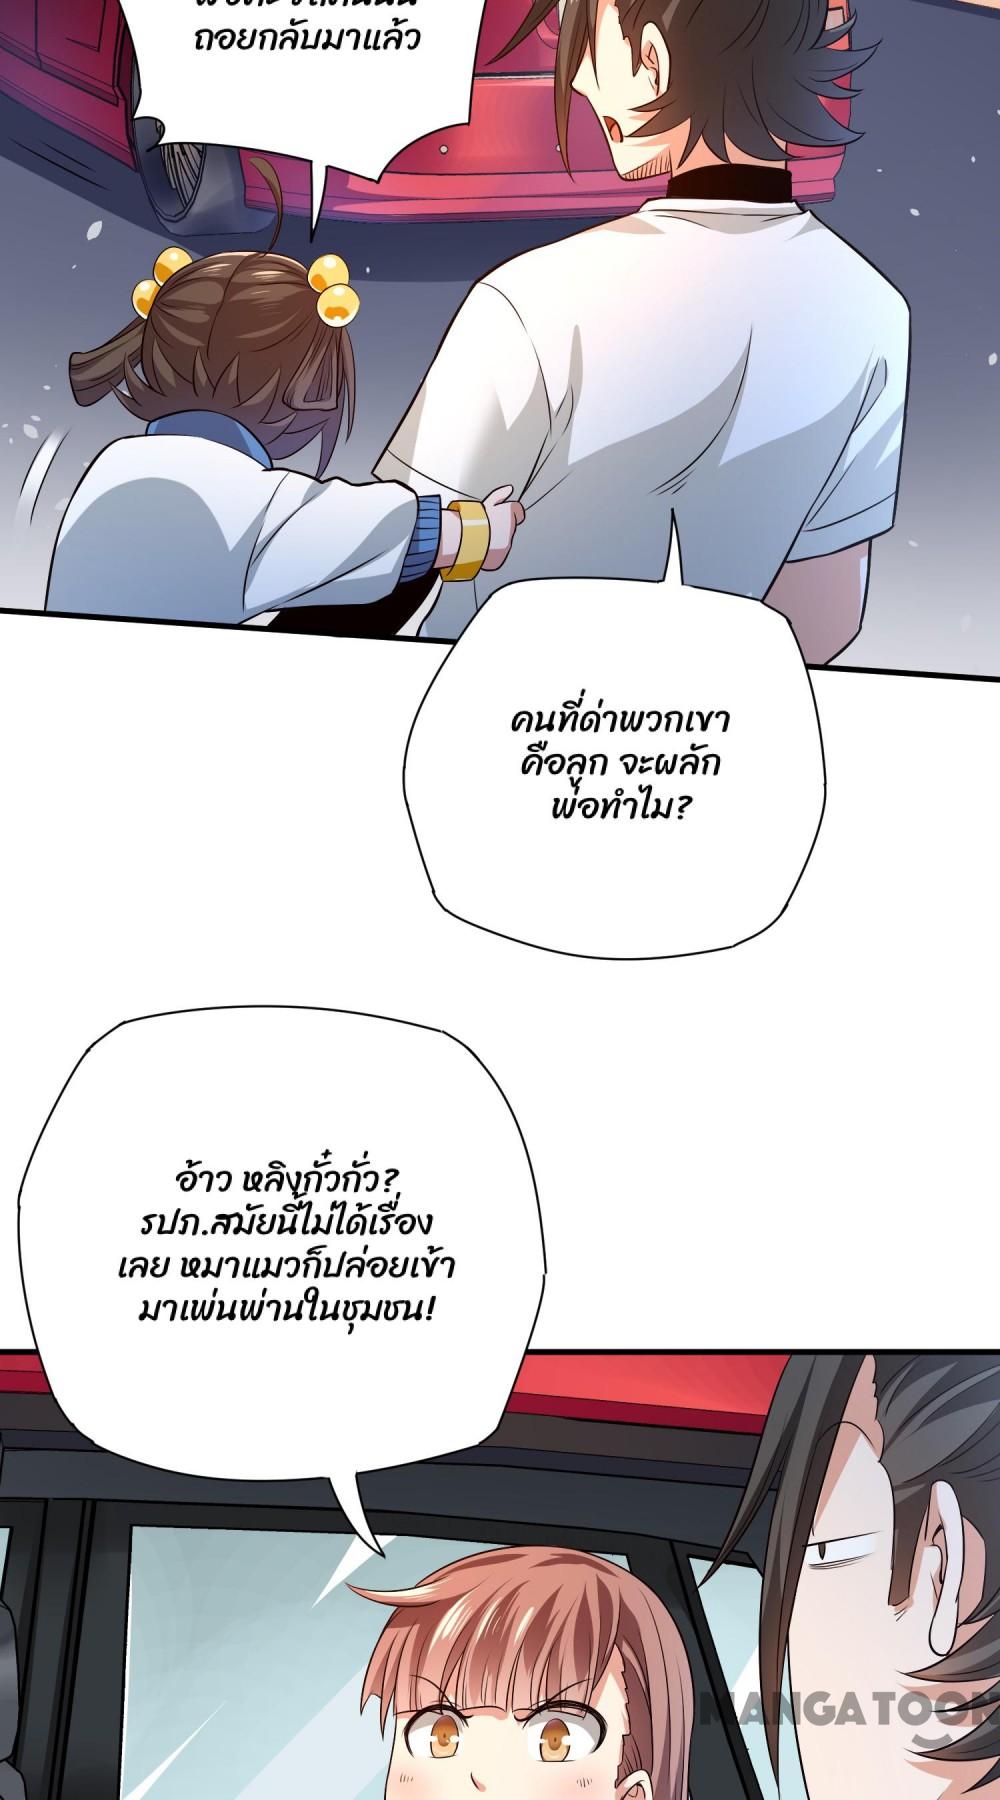 ถอยกลับมาแล้ว
คนที่ด่าพวกเขา
คือลูก จะผลัก
พ่อทำไม?
อ้าว หลิงกั๋วกั่ว?
รปภ.สมัยนี้ไม่ได้เรื่อง
เลย หมาแมวก็ปล่อยเข้า
มาเพ่นพ่านในชุมชน!
MANGATOON